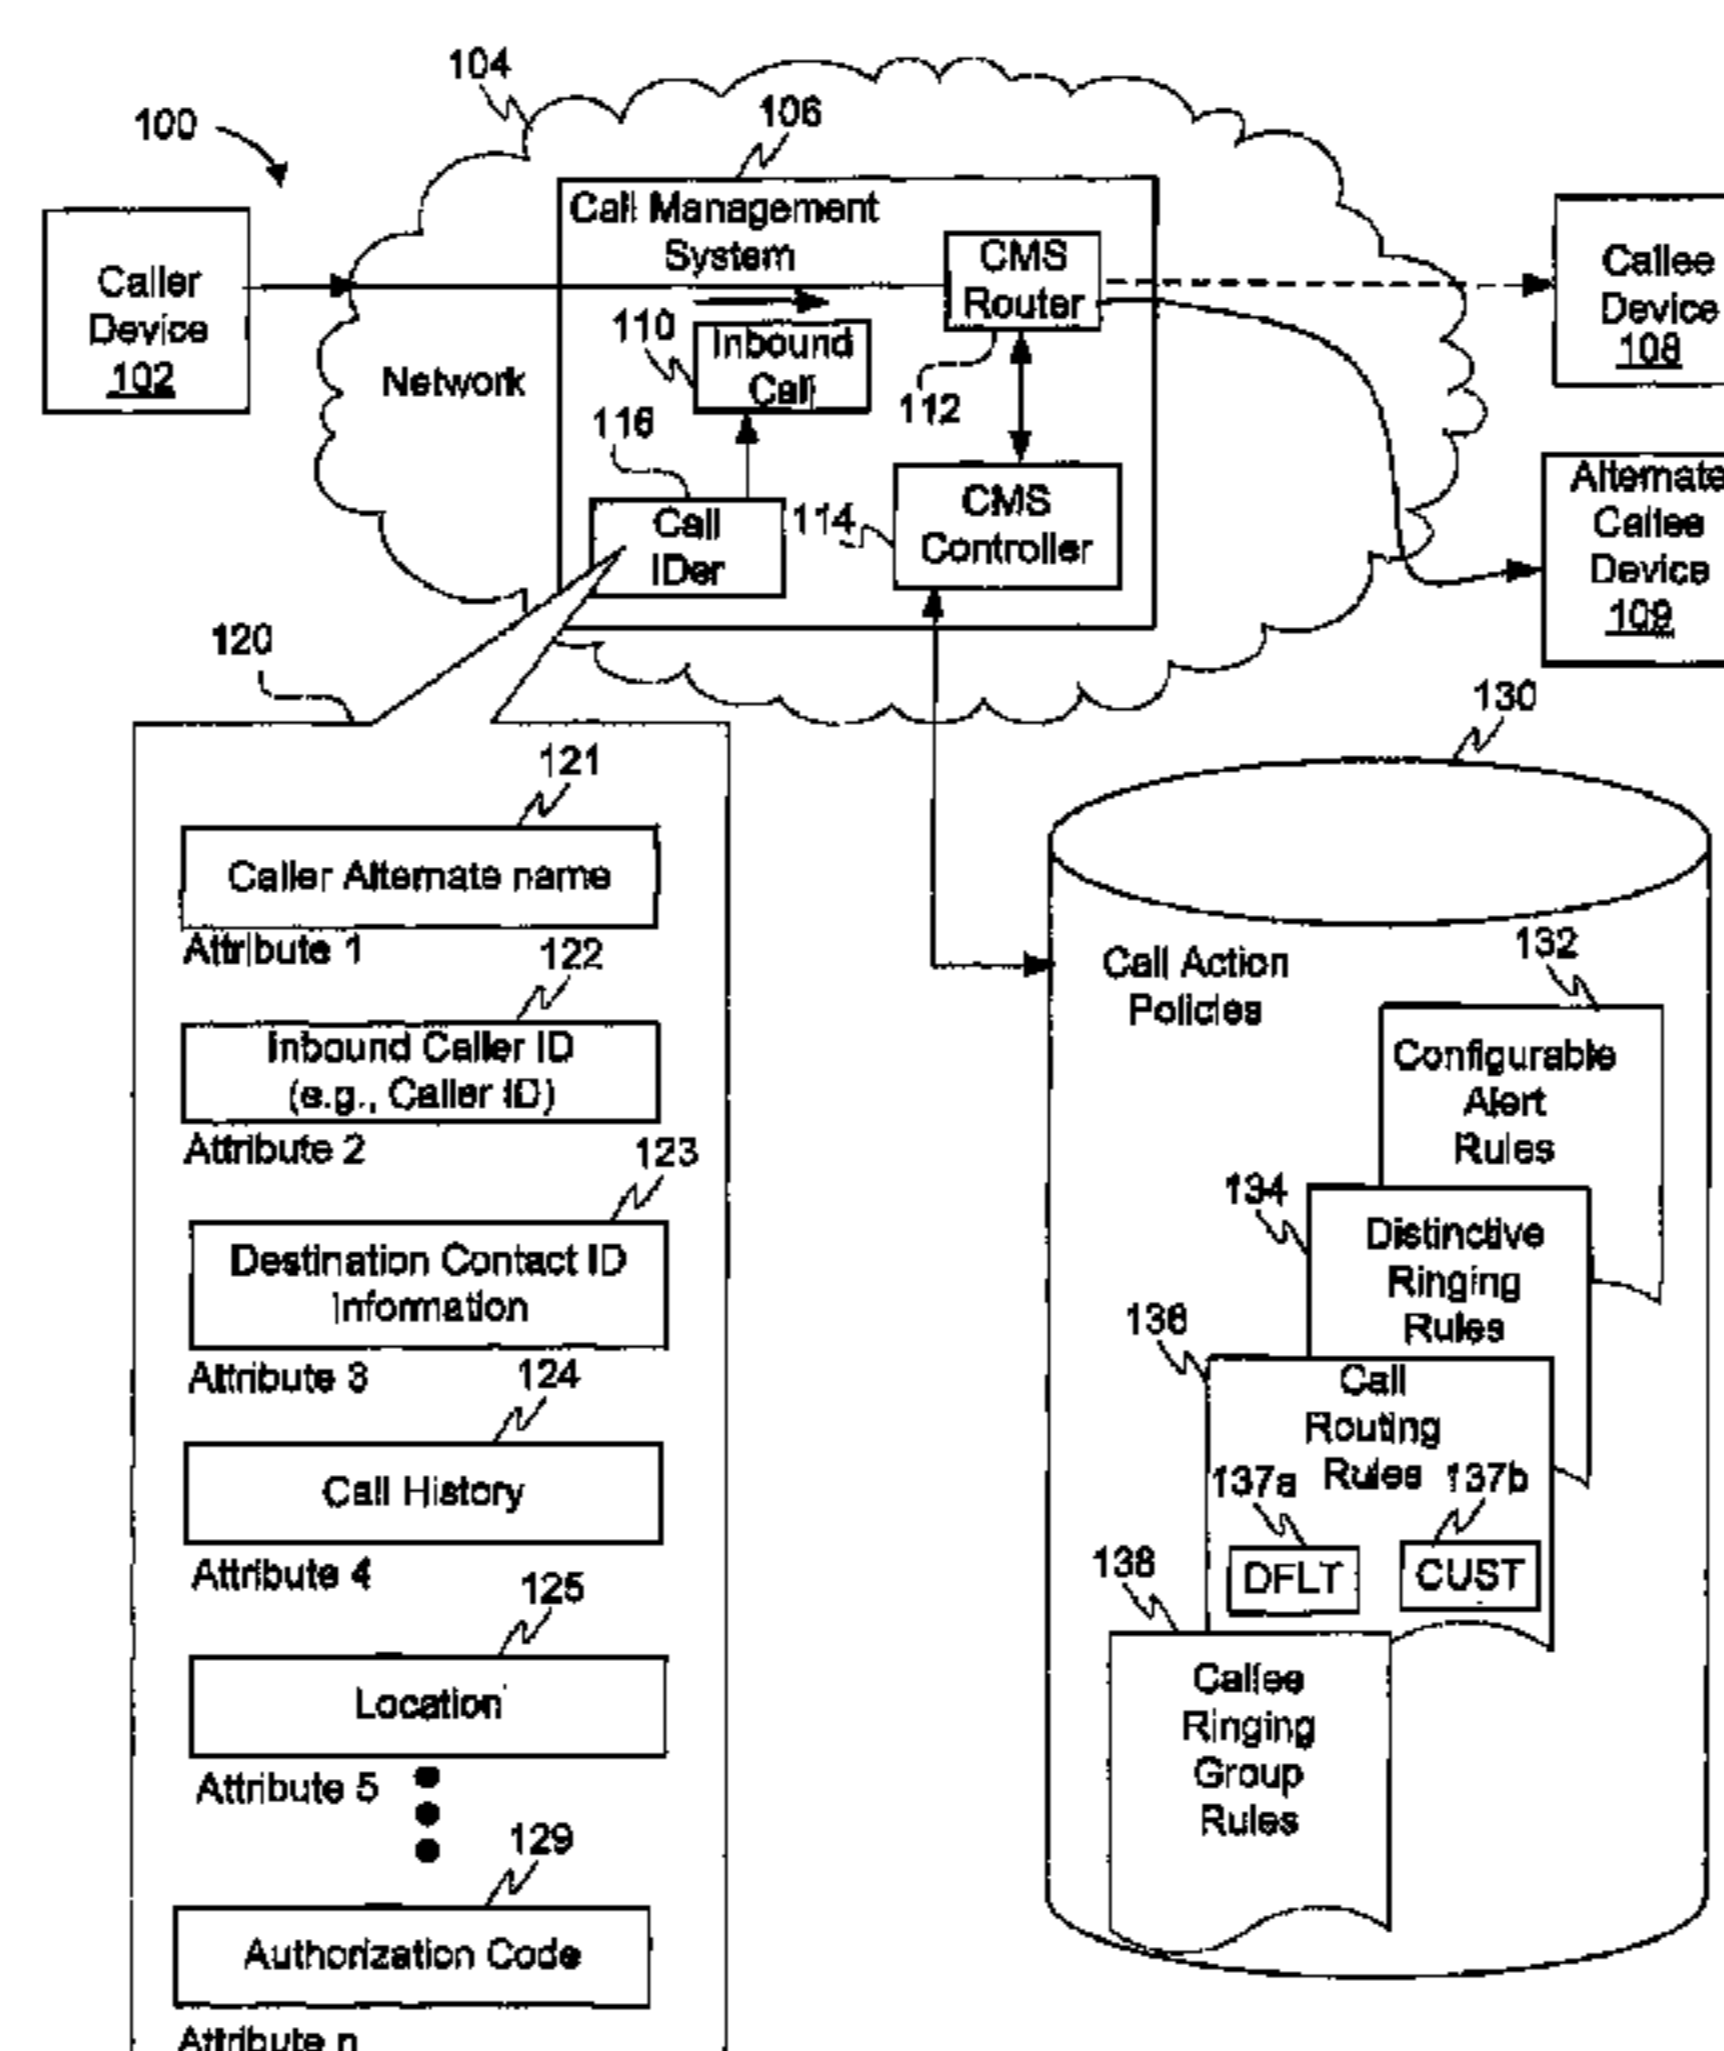 104
100
106
Call Management
System
CMS
Router
Caller
Device
102
Callee
Device
108
110
Inbound
Call
Network
112
116
Call
IDer
114
CMS
Controller
Alternate
Callee
Device
109
120
130
121
Caller Alternate name
Attribute 1
122
Inbound Caller ID
(e.g., Caller ID)
Attribute 2
123
Destination Contact ID
Information
Attribute 3
124
Call History
Attribute 4
125
Location
Attribute 5
129
Authorization Code
Attribute n
Call Action
Policies
132
Configurable
Alert
Rules
134
Distinctive
Ringing
Rules
136
Call
Routing
Rules
137a
137b
DFLT
CUST
138
Callee
Ringing
Group
Rules